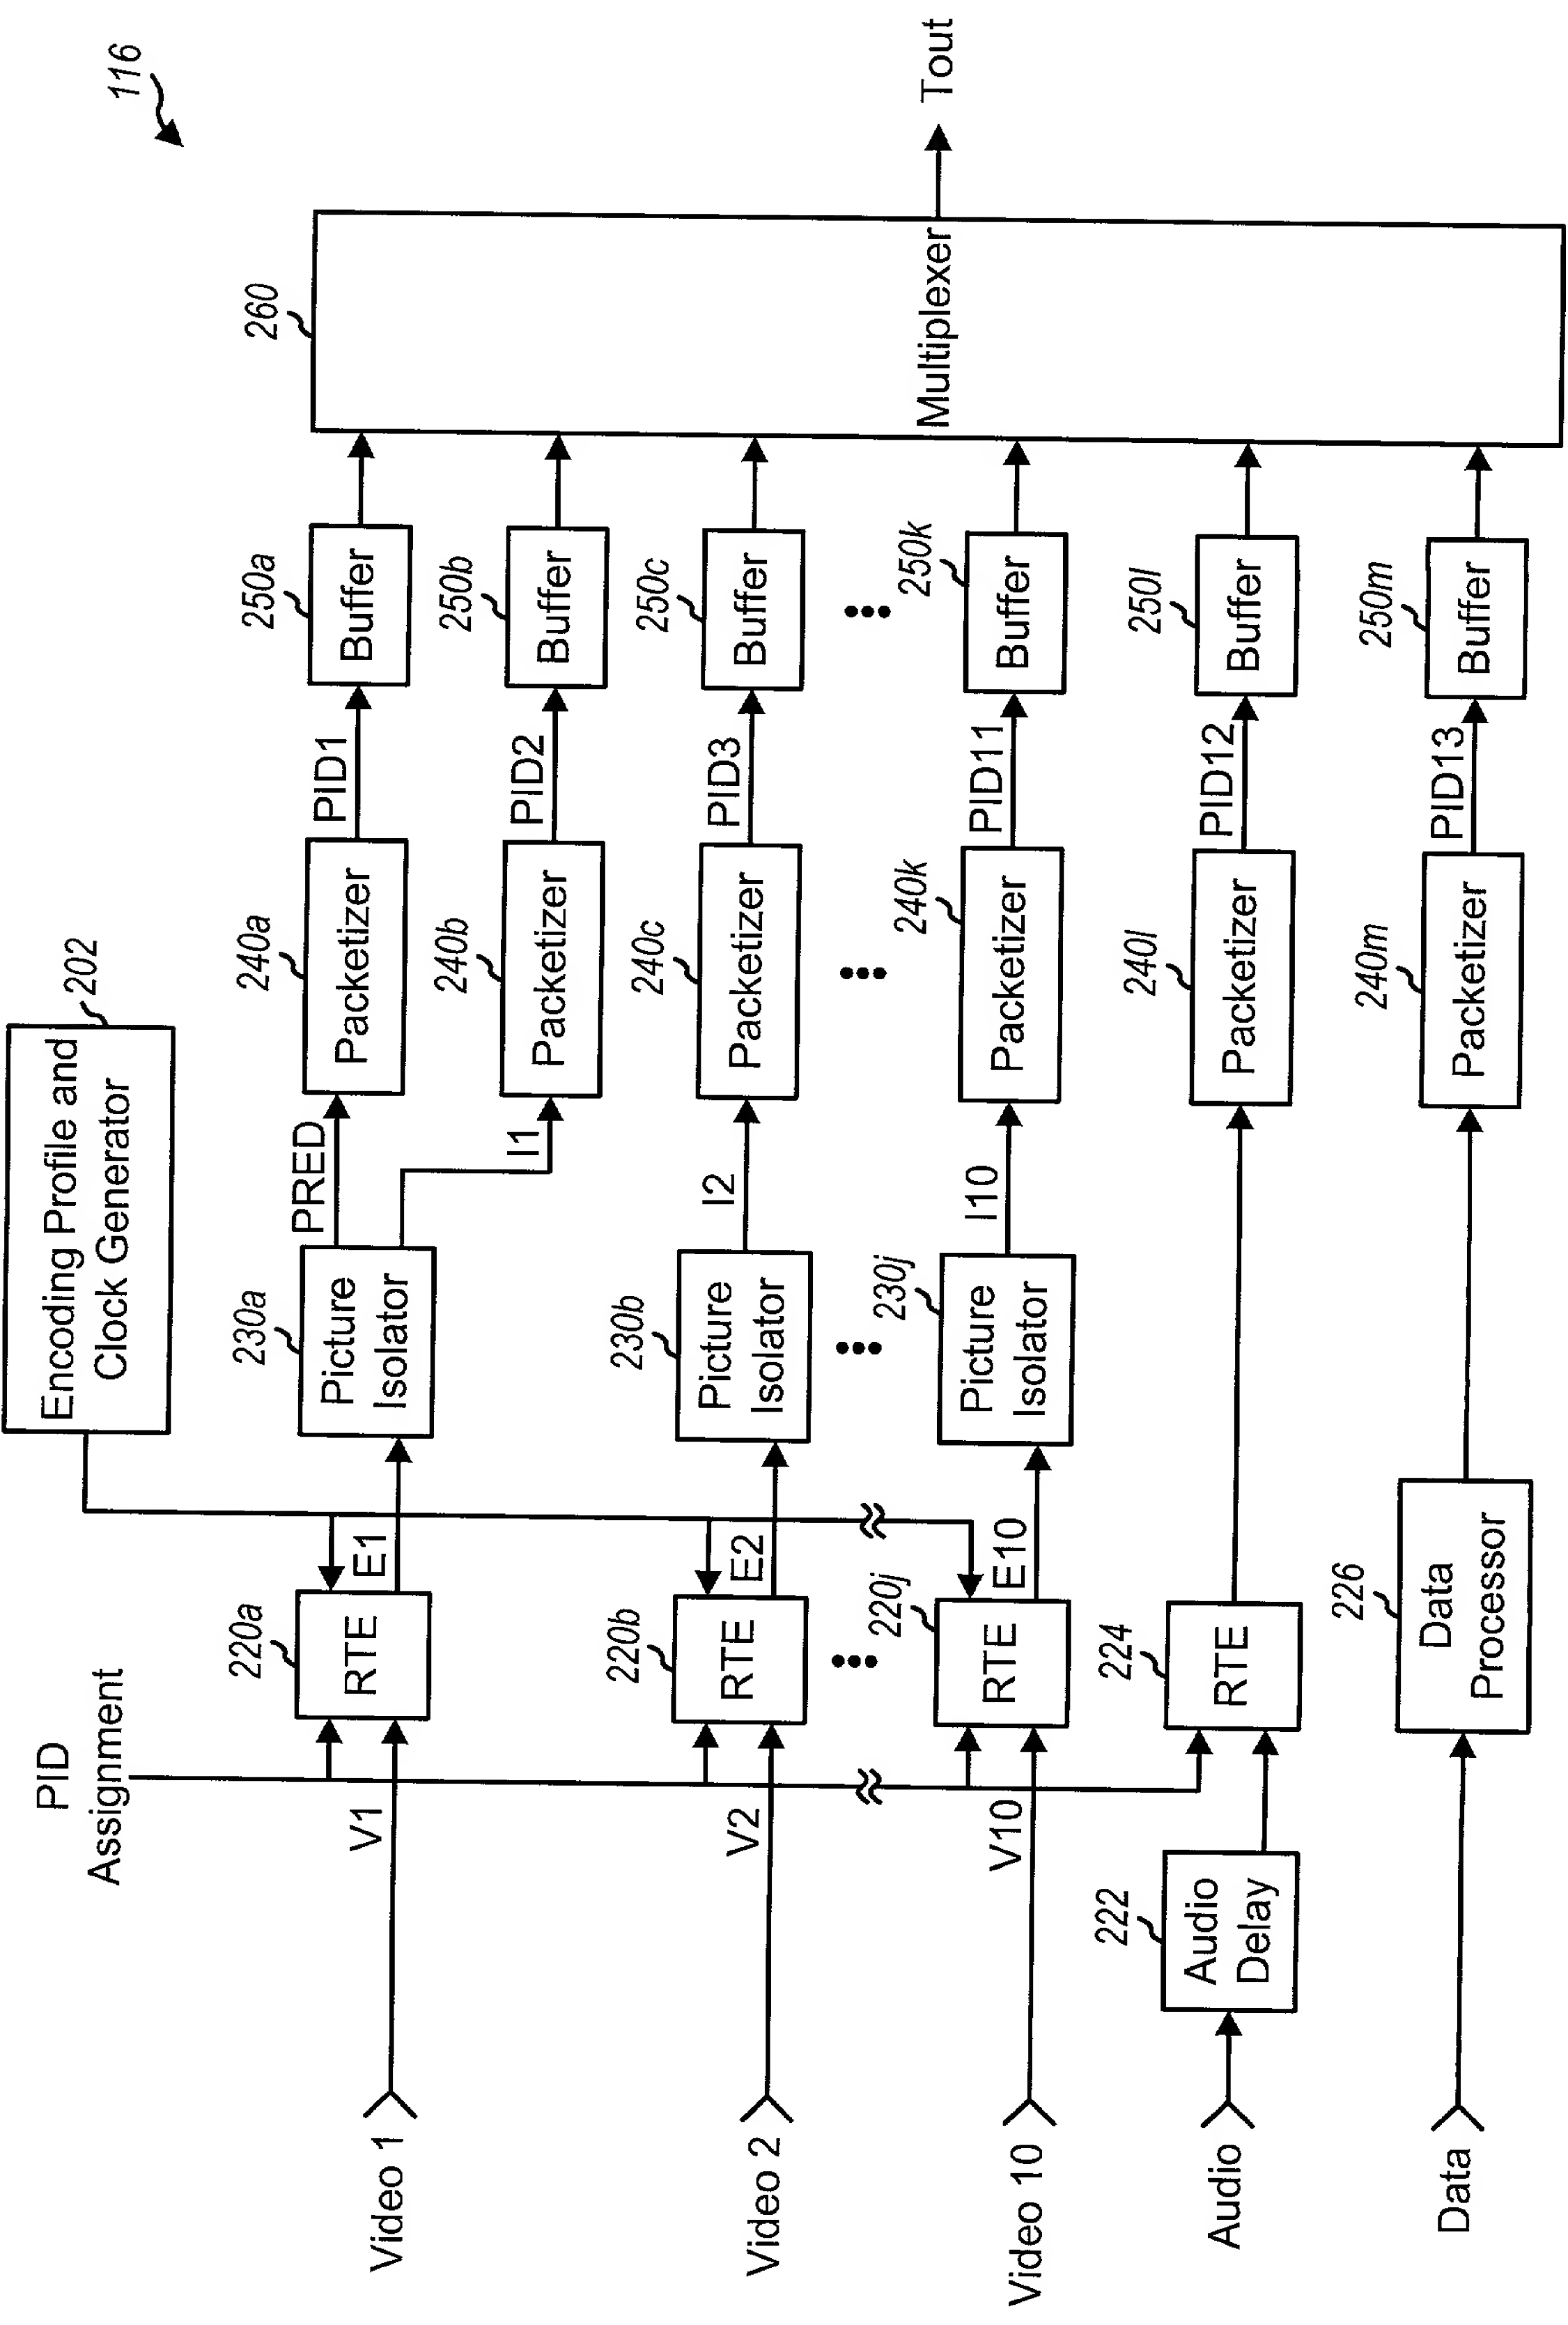 116
Encoding Profile and
Clock Generator
202
PID
Assignment
Video 1
V1
220a
RTE
E1
230a
Picture
Isolator
PRED
I1
240a
Packetizer
PID1
250a
Buffer
240b
Packetizer
PID2
250b
Buffer
Video 2
V2
220b
RTE
E2
230b
Picture
Isolator
I2
240c
Packetizer
PID3
250c
Buffer
Video 10
V10
220j
RTE
E10
230j
Picture
Isolator
I10
240k
Packetizer
PID11
250k
Buffer
Audio
222
Audio
Delay
224
RTE
240l
Packetizer
PID12
250l
Buffer
Data
226
Data
Processor
240m
Packetizer
PID13
250m
Buffer
260
Multiplexer
Tout